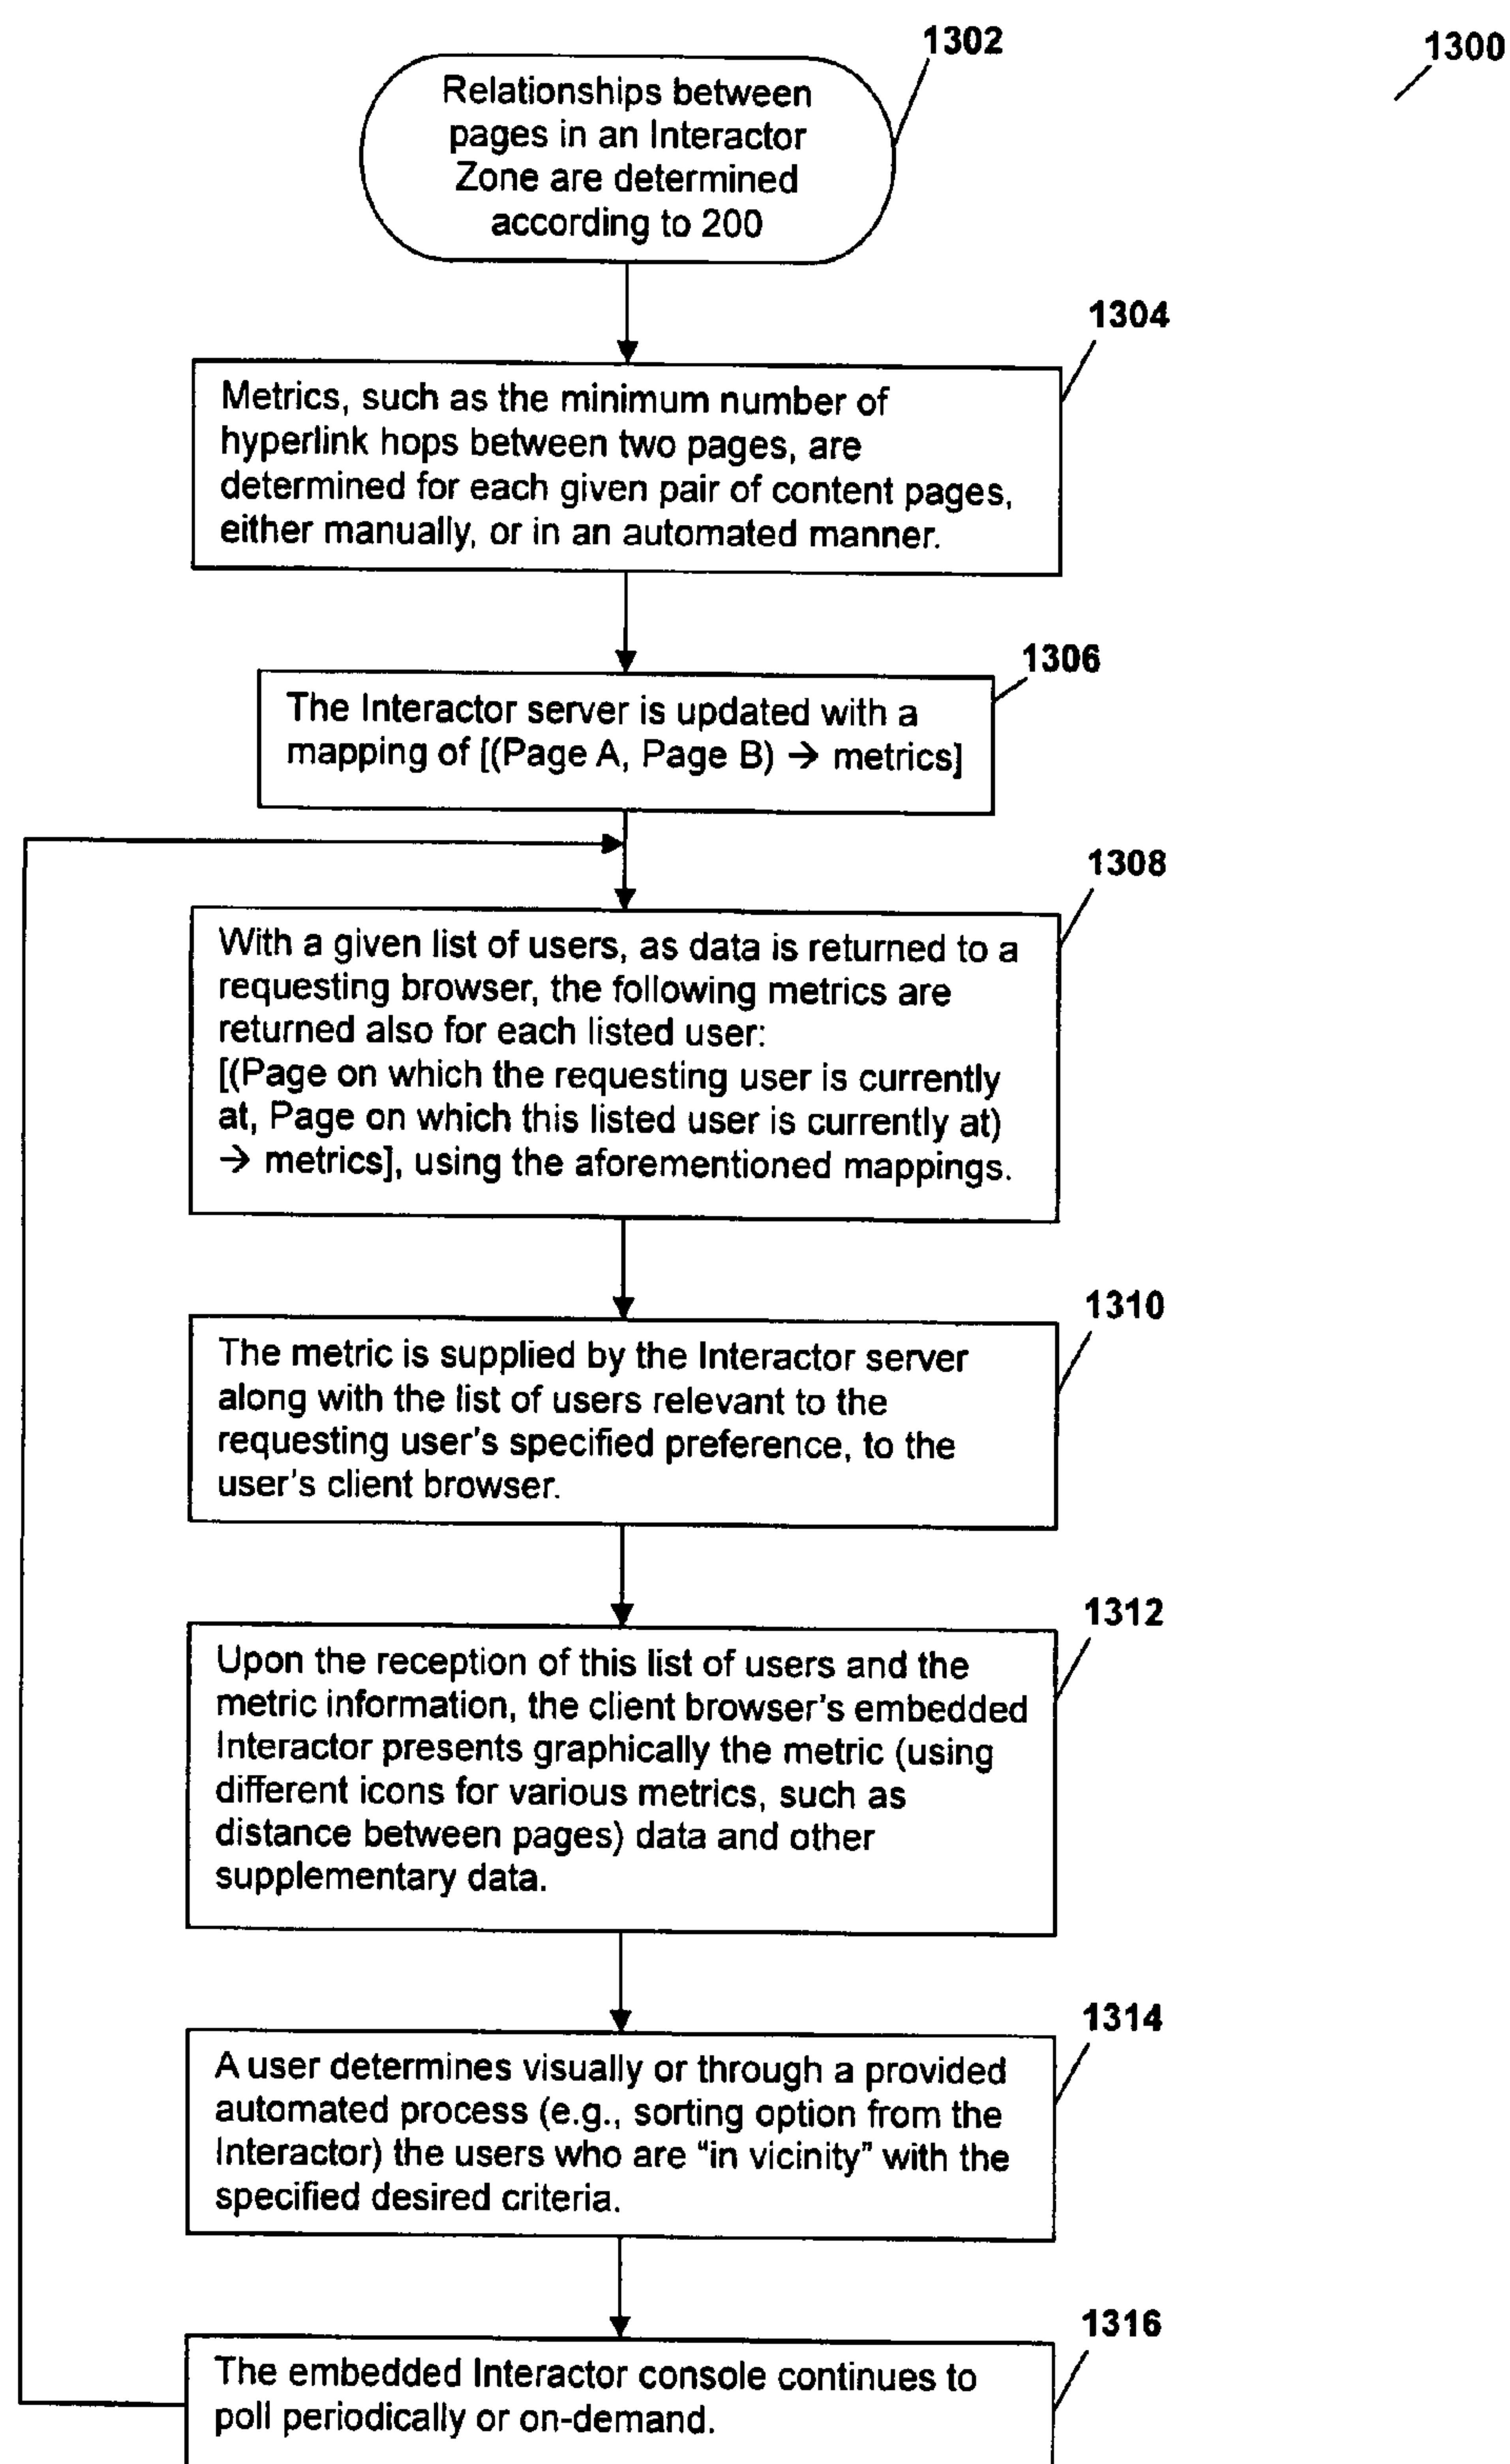 1302
1300
Relationships between
pages in an Interactor
Zone are determined
according to 200
1304
Metrics, such as the minimum number of
hyperlink hops between two pages, are
determined for each given pair of content pages,
either manually, or in an automated manner.
1306
The Interactor server is updated with a
mapping of [(Page A, Page B) → metrics]
1308
With a given list of users, as data is returned to a
requesting browser, the following metrics are
returned also for each listed user:
[(Page on which the requesting user is currently
at, Page on which this listed user is currently at)
→ metrics], using the aforementioned mappings.
1310
The metric is supplied by the Interactor server
along with the list of users relevant to the
requesting user's specified preference, to the
user's client browser.
1312
Upon the reception of this list of users and the
metric information, the client browser's embedded
Interactor presents graphically the metric (using
different icons for various metrics, such as
distance between pages) data and other
supplementary data.
1314
A user determines visually or through a provided
automated process (e.g., sorting option from the
Interactor) the users who are "in vicinity" with the
specified desired criteria.
1316
The embedded Interactor console continues to
poll periodically or on-demand.